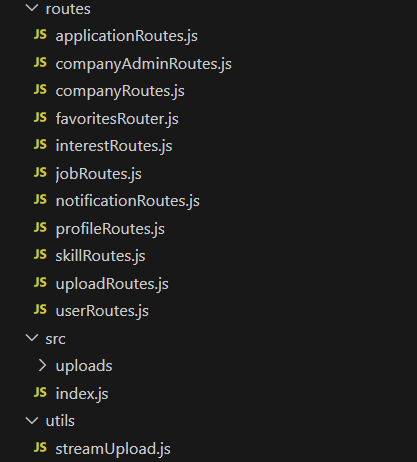 routes
JS applicationRoutes.js
JS companyAdminRoutes.js
JS companyRoutes.js
JS favoritesRouter.js
JS interestRoutes.js
JS jobRoutes.js
JS notificationRoutes.js
JS profileRoutes.js
JS skillRoutes.js
JS uploadRoutes.js
JS userRoutes.js
src
uploads
JS index.js
utils
JS streamUpload.js